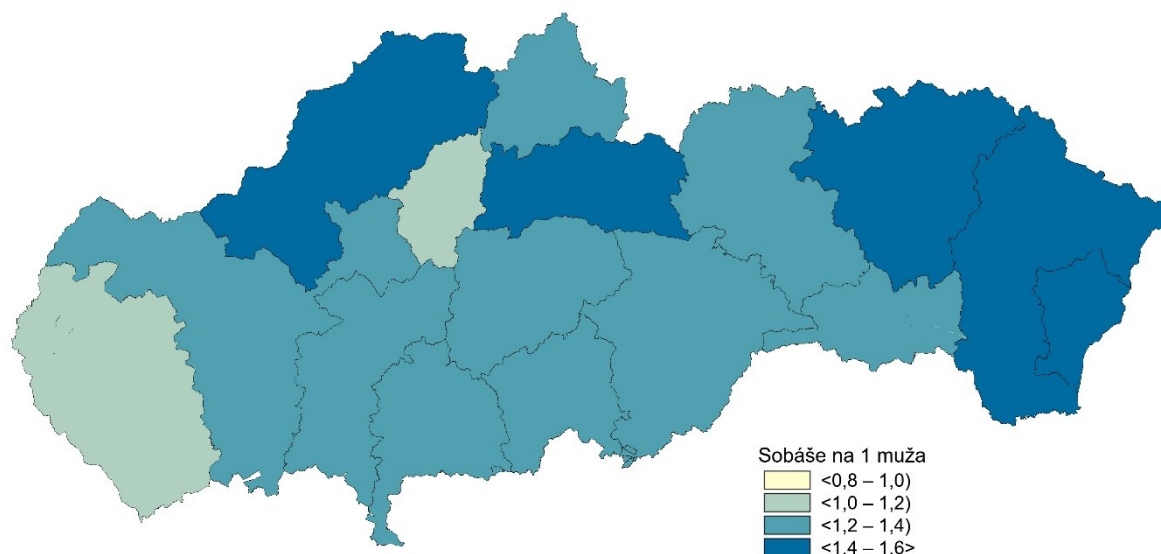 Sobáše na 1 muža
<0,8 – 1,0)
<1,0 – 1,2)
<1,2 – 1,4)
<1,4 – 1,6>